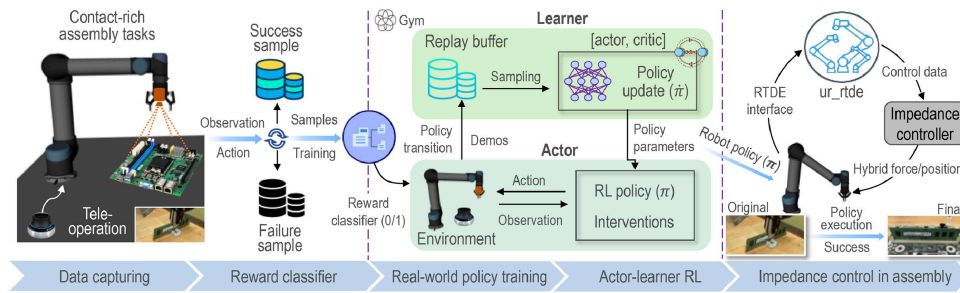 Contact-rich
assembly tasks
Tele-
operation
Success
sample
Observation
Action
Samples
Training
Failure
sample
Gym
Learner
Replay buffer
Sampling
[actor, critic]
Policy
update (π̇)
Policy
transition
Demos
Policy
parameters
Reward
classifier (0/1)
Actor
Action
Observation
Environment
RL policy (π)
Interventions
Robot policy (π)
RTDE
interface
ur_rtde
Control data
Impedance
controller
Hybrid force/position
Original
Policy
execution
Success
Final
Data capturing
Reward classifier
Real-world policy training
Actor-learner RL
Impedance control in assembly